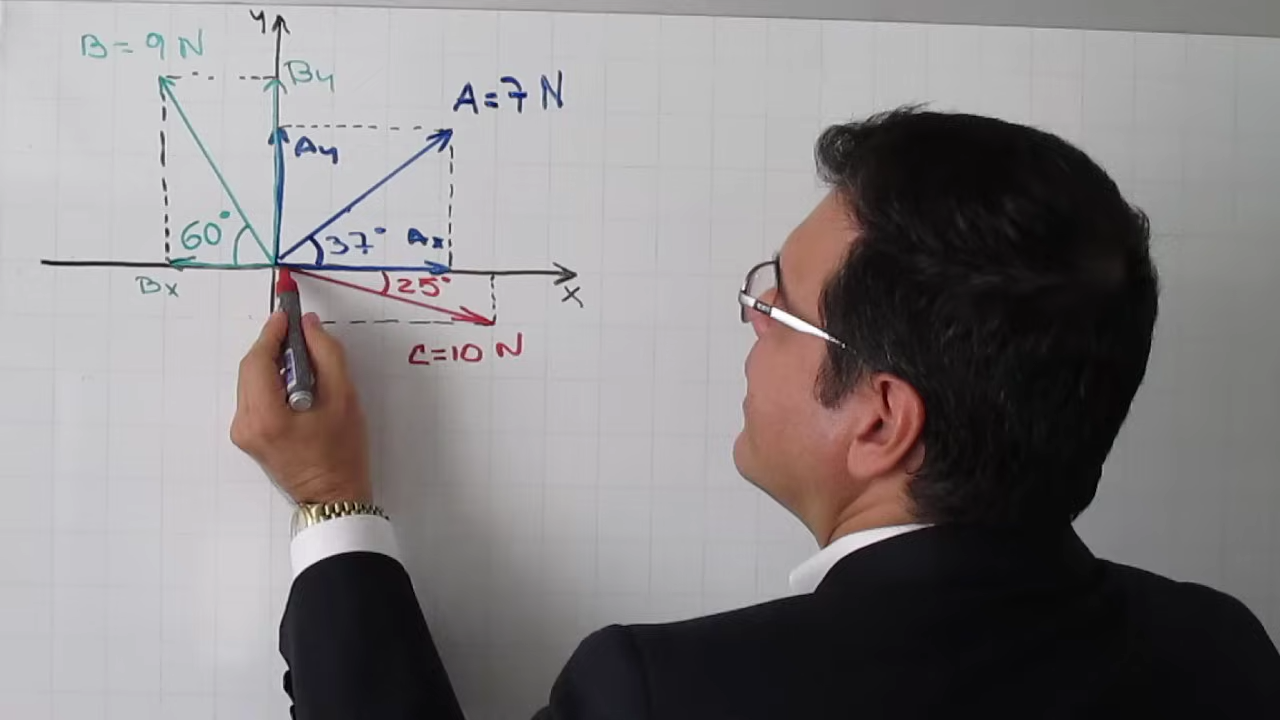 y
B = 9 N
By
A = 7 N
Ay
60°
37°
Ax
Bx
25°
x
C = 10 N